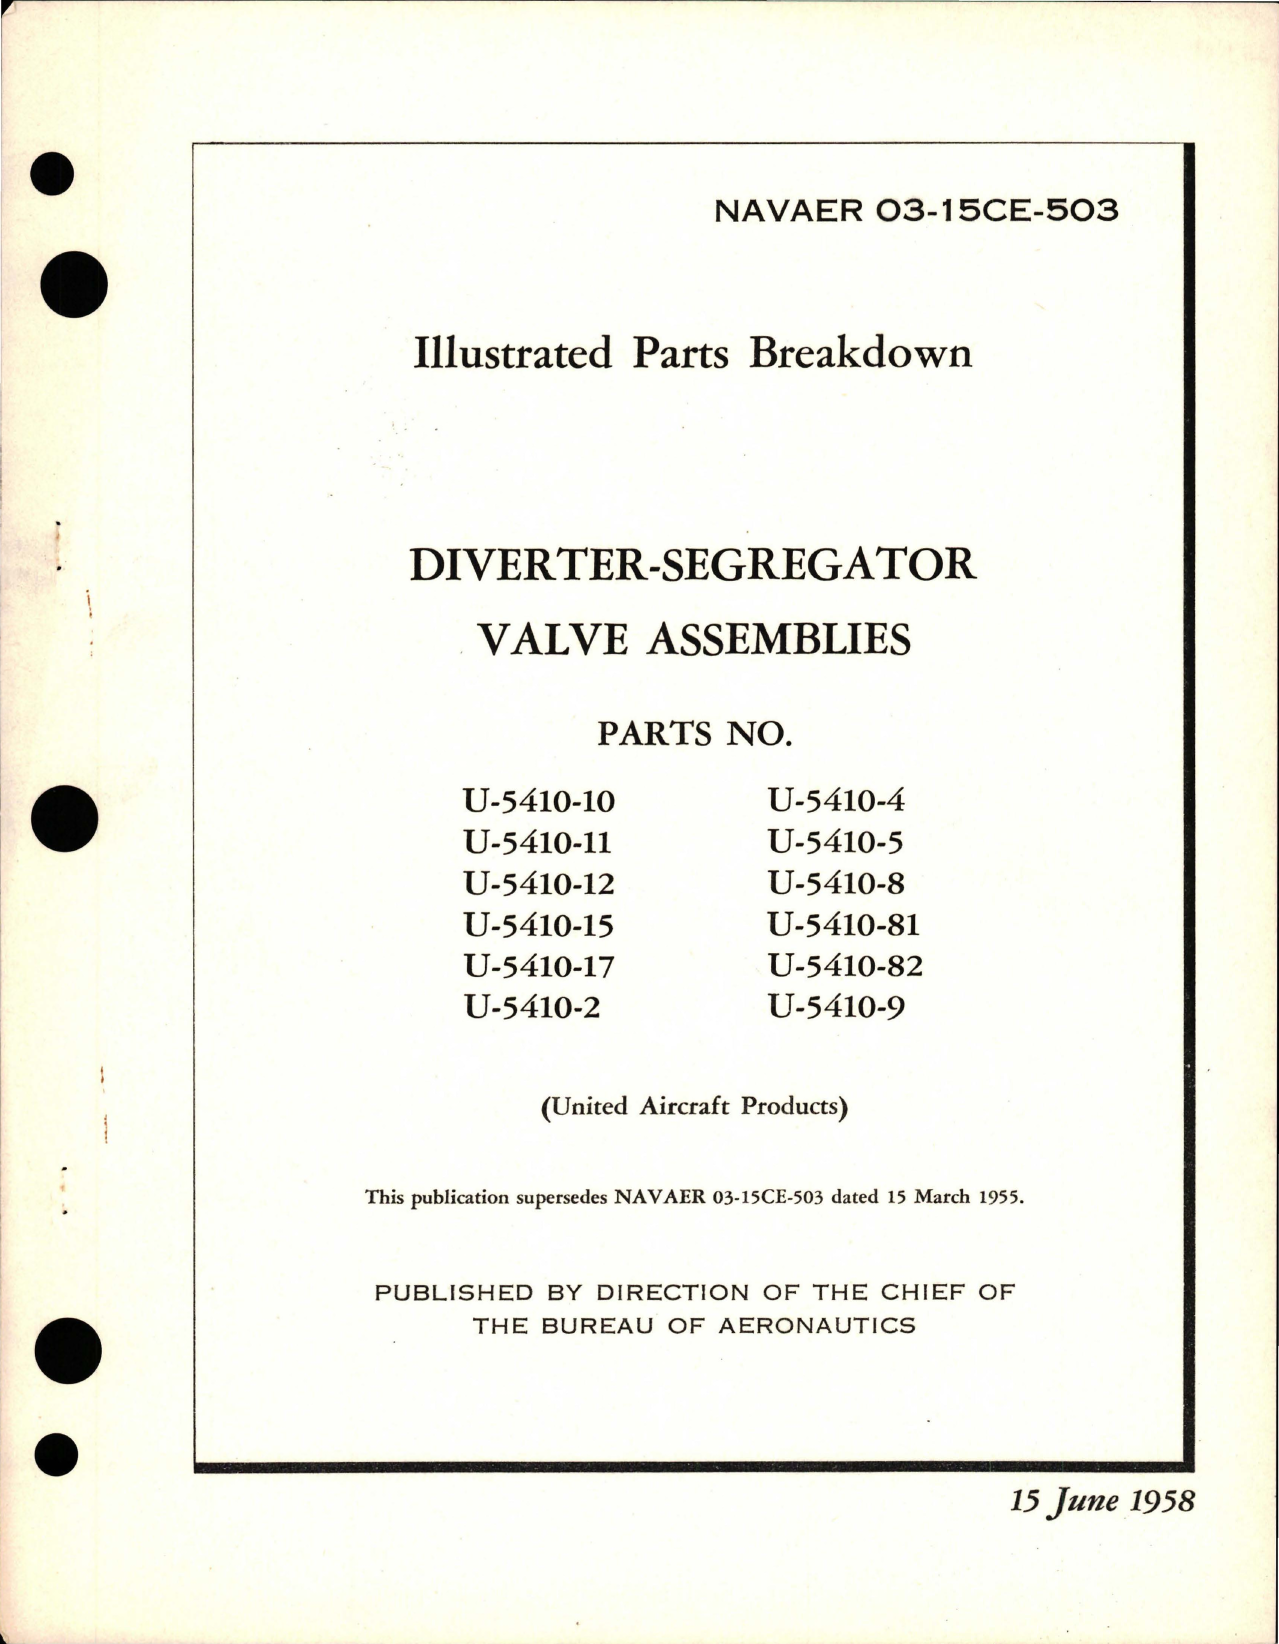 NAVAER 03-15CE-503
Illustrated Parts Breakdown
DIVERTER-SEGREGATOR
VALVE ASSEMBLIES
PARTS NO.
U-5410-10 U-5410-4
U-5410-11 U-5410-5
U-5410-12 U-5410-8
U-5410-15 U-5410-81
U-5410-17 U-5410-82
U-5410-2 U-5410-9
(United Aircraft Products)
This publication supersedes NAVAER 03-15CE-503 dated 15 March 1955.
PUBLISHED BY DIRECTION OF THE CHIEF OF
THE BUREAU OF AERONAUTICS
15 June 1958